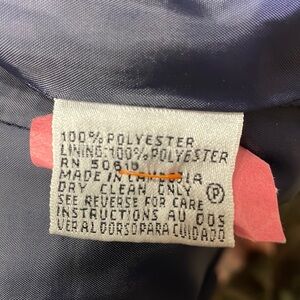 100% POLYESTER
LINING: 100% POLYESTER
RN 50616
MADE IN
DRY CLEAN ONLY Ⓟ
SEE REVERSE FOR CARE
INSTRUCTIONS AU DOS
VER AL DORSO PARA CUIDADO